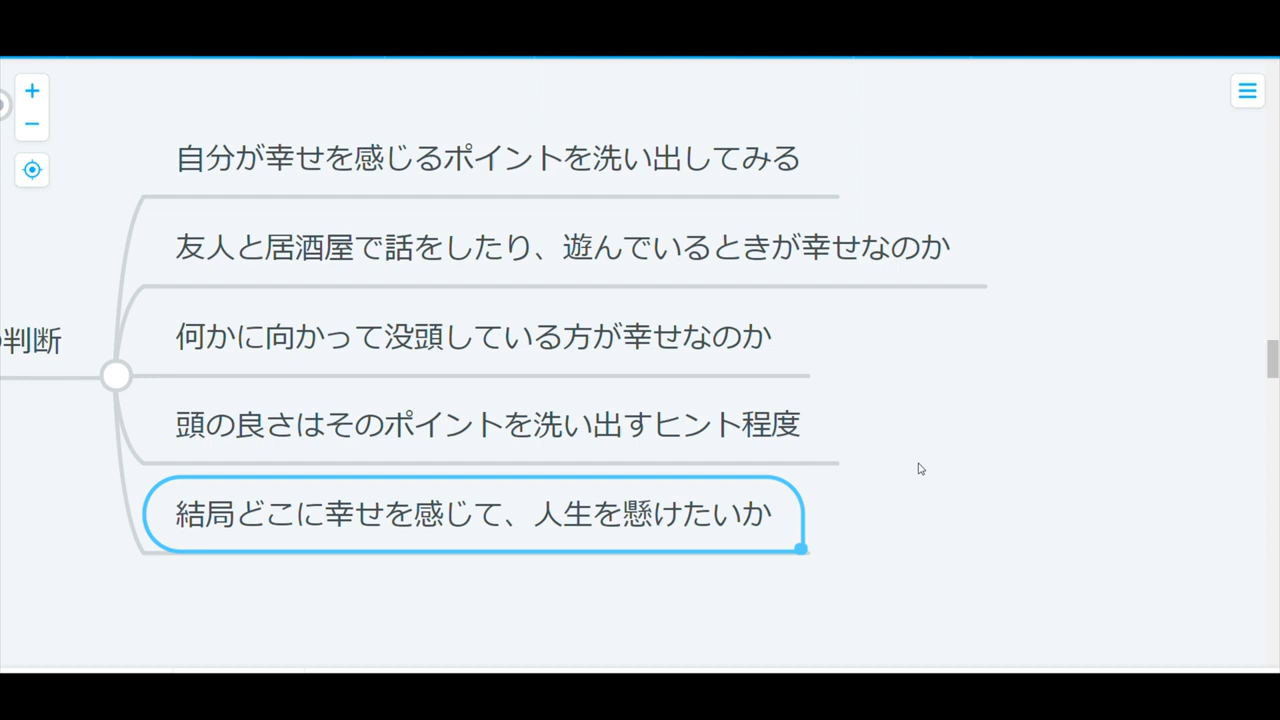 自分が幸せを感じるポイントを洗い出してみる
友人と居酒屋で話をしたり、遊んでいるときが幸せなのか
何かに向かって没頭している方が幸せなのか
判断
頭の良さはそのポイントを洗い出すヒント程度
結局どこに幸せを感じて、人生を懸けたいか